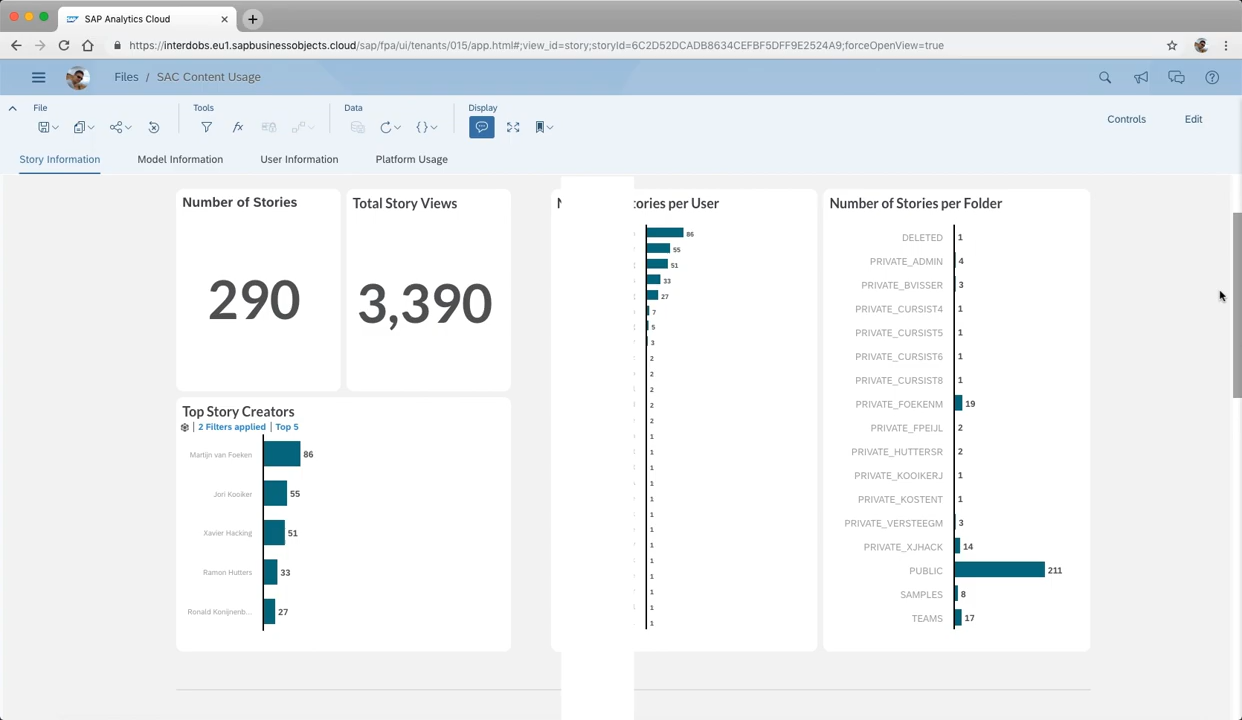 SAP Analytics Cloud
https://interdobs.eu1.sapbusinessobjects.cloud/sap/fpa/ui/tenants/015/app.html#;view_id=story;storyId=6C2D52DCADB8634CEFBF5DFF9E2524A9;forceOpenView=true
Files / SAC Content Usage
File Tools Data Display
Controls Edit
Story Information Model Information User Information Platform Usage
Number of Stories
290
Total Story Views
3,390
Top Story Creators
2 Filters applied | Top 5
Martijn van Foeken 86
Jori Kooiker 55
Xavier Hacking 51
Ramon Hutters 33
Ronald Konijnenb... 27
tories per User
86
55
51
33
27
7
5
3
2
2
2
2
2
1
1
1
1
1
1
1
1
1
1
1
1
1
Number of Stories per Folder
DELETED 1
PRIVATE_ADMIN 4
PRIVATE_BVISSER 3
PRIVATE_CURSIST4 1
PRIVATE_CURSIST5 1
PRIVATE_CURSIST6 1
PRIVATE_CURSIST8 1
PRIVATE_FOEKENM 19
PRIVATE_FPEIJL 2
PRIVATE_HUTTERSR 2
PRIVATE_KOOIKERJ 1
PRIVATE_KOSTENT 1
PRIVATE_VERSTEEGM 3
PRIVATE_XJHACK 14
PUBLIC 211
SAMPLES 8
TEAMS 17